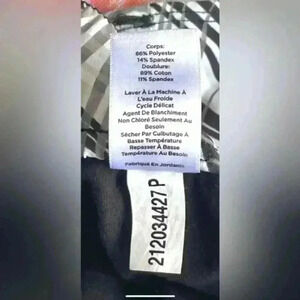 Corps:
86% Polyester
14% Spandex
Doublure:
89% Coton
11% Spandex
Laver À La Machine À
L'eau Froide
Cycle Délicat
Agent De Blanchiment
Non Chloré Seulement Au
Besoin
Sécher Par Culbutage À
Basse Température
Repasser À Basse
Température Au Besoin
Fabriqué En Jordanie
212034427P